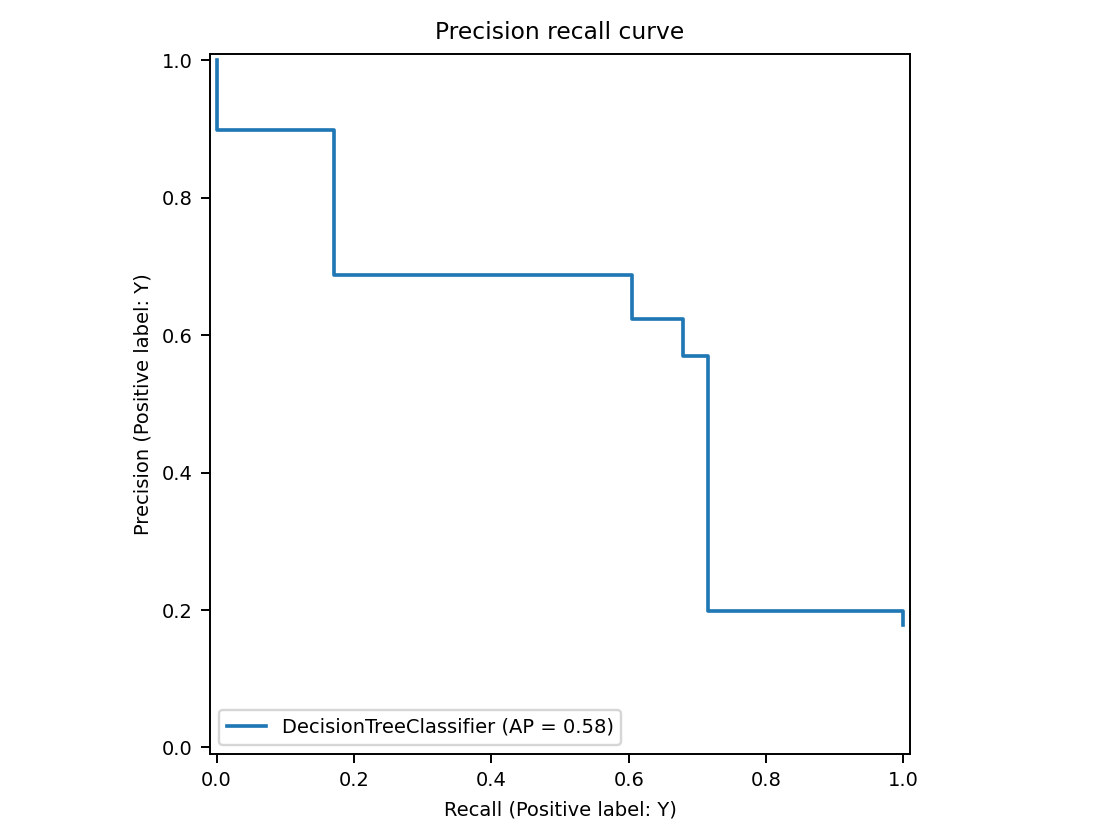 Precision recall curve
1.0
0.8
0.6
0.4
0.2
0.0
Precision (Positive label: Y)
DecisionTreeClassifier (AP = 0.58)
0.0 0.2 0.4 0.6 0.8 1.0
Recall (Positive label: Y)